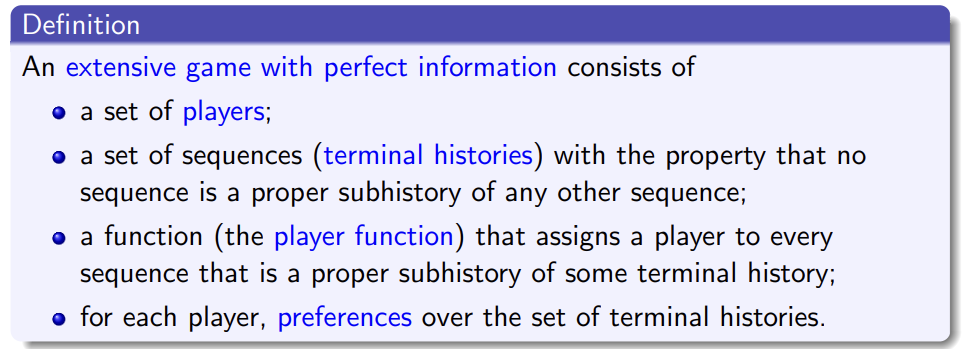 Definition
An extensive game with perfect information consists of
a set of players;
a set of sequences (terminal histories) with the property that no
sequence is a proper subhistory of any other sequence;
a function (the player function) that assigns a player to every
sequence that is a proper subhistory of some terminal history;
for each player, preferences over the set of terminal histories.